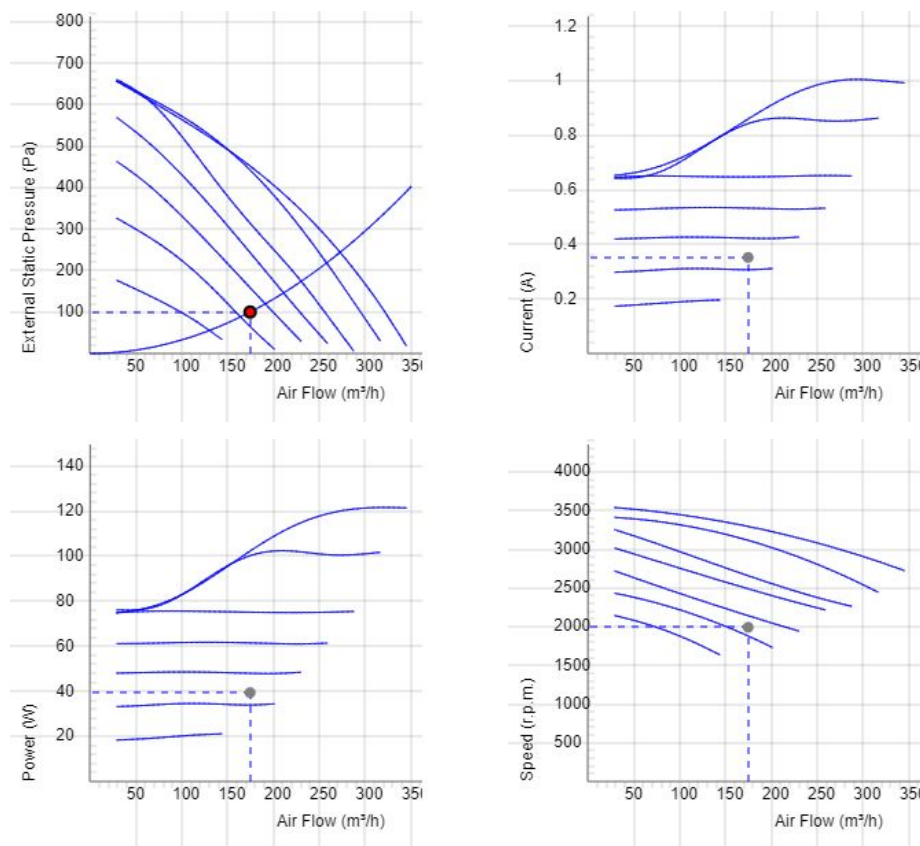 800
700
600
500
400
300
200
100
External Static Pressure (Pa)
50 100 150 200 250 300 350
Air Flow (m³/h)
1.2
1
0.8
0.6
0.4
0.2
Current (A)
50 100 150 200 250 300 350
Air Flow (m³/h)
140
120
100
80
60
40
20
Power (W)
50 100 150 200 250 300 350
Air Flow (m³/h)
4000
3500
3000
2500
2000
1500
1000
500
Speed (r.p.m.)
50 100 150 200 250 300 350
Air Flow (m³/h)